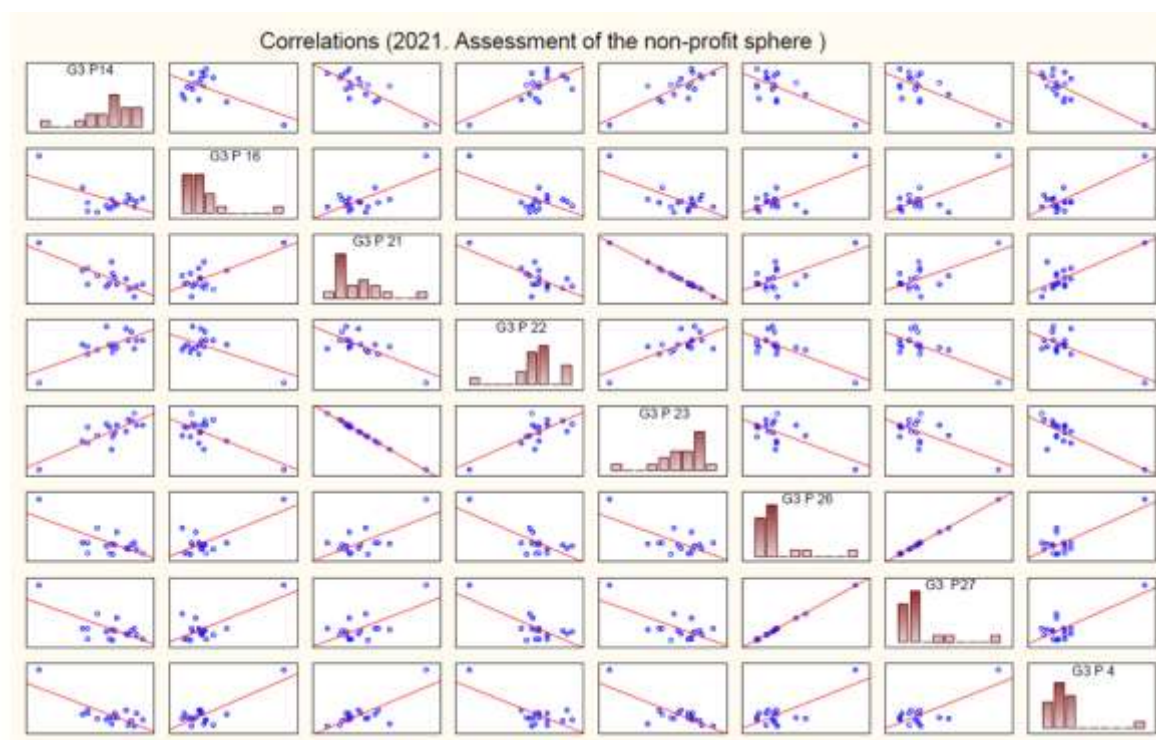 Correlations (2021. Assessment of the non-profit sphere )
G3 P14
G3 P 16
G3 P 21
G3 P 22
G3 P 23
G3 P 26
G3 P27
G3 P 4